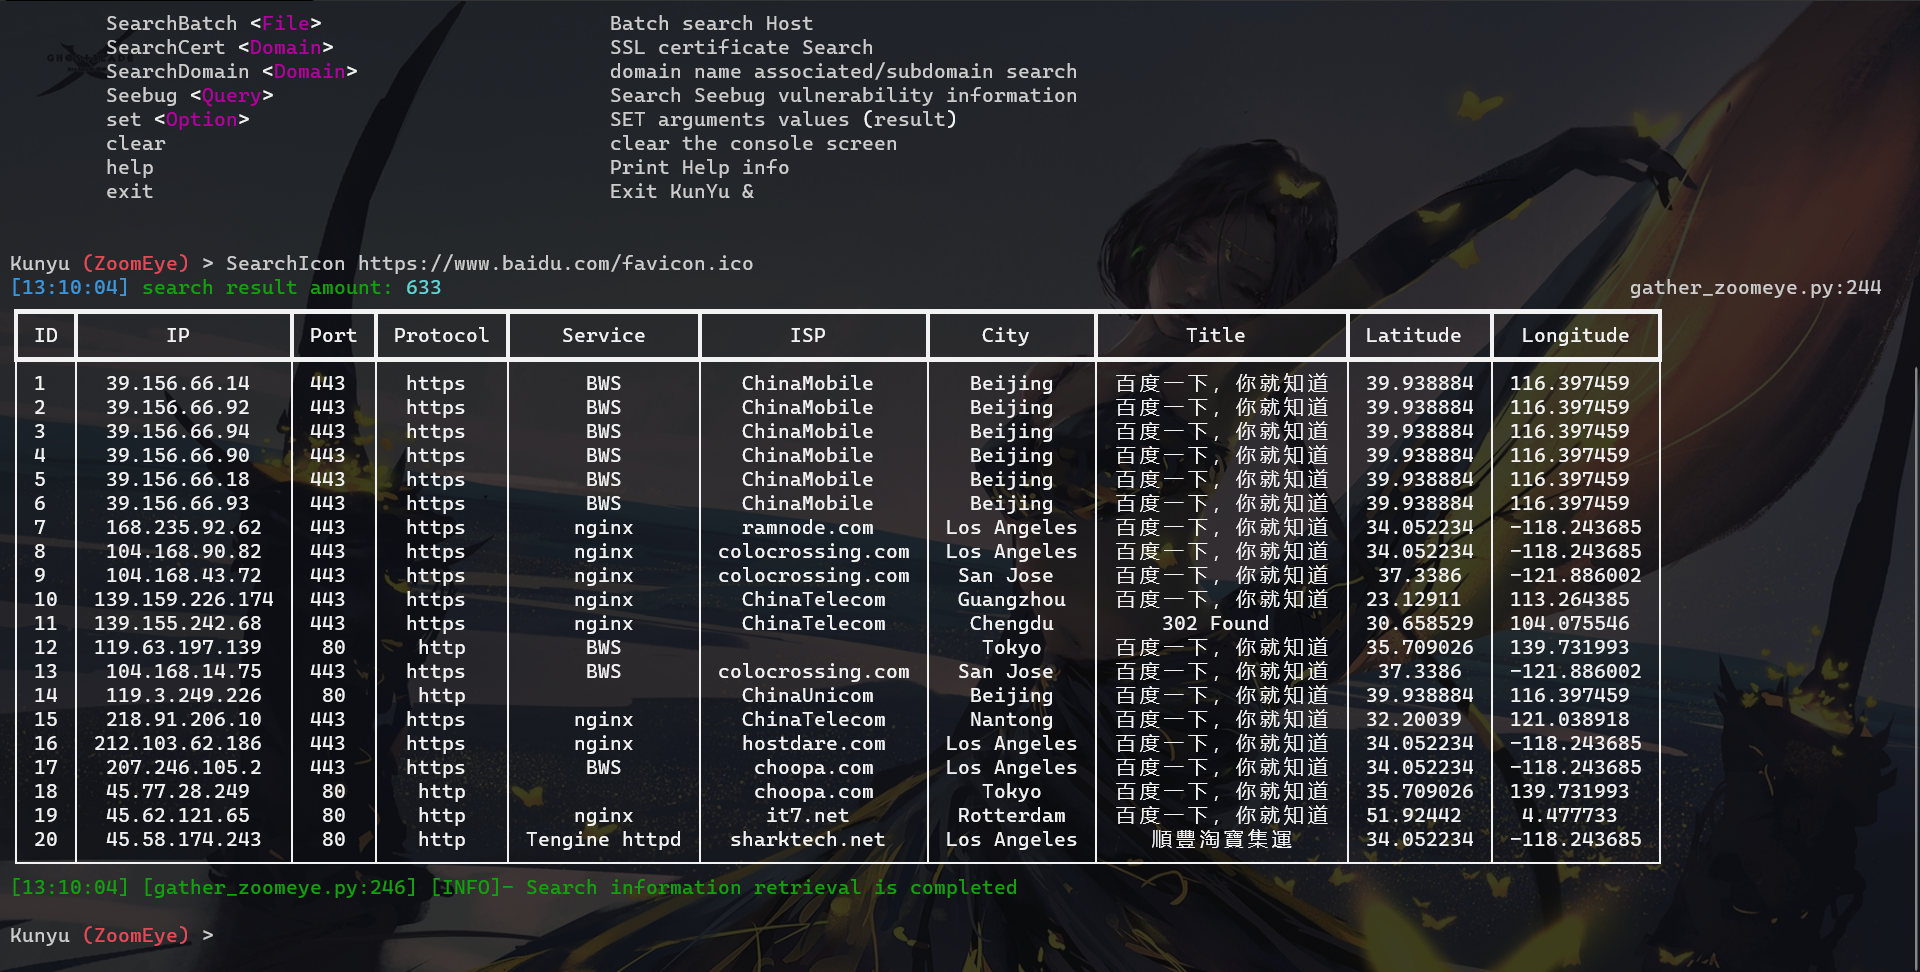 SearchBatch <File> Batch search Host
SearchCert <Domain> SSL certificate Search
SearchDomain <Domain> domain name associated/subdomain search
Seebug <Query> Search Seebug vulnerability information
set <Option> SET arguments values (result)
clear clear the console screen
help Print Help info
exit Exit KunYu &
Kunyu (ZoomEye) > SearchIcon https://www.baidu.com/favicon.ico
[13:10:04] search result amount: 633 gather_zoomeye.py:244
ID IP Port Protocol Service ISP City Title Latitude Longitude
1 39.156.66.14 443 https BWS ChinaMobile Beijing 百度一下，你就知道 39.938884 116.397459
2 39.156.66.92 443 https BWS ChinaMobile Beijing 百度一下，你就知道 39.938884 116.397459
3 39.156.66.94 443 https BWS ChinaMobile Beijing 百度一下，你就知道 39.938884 116.397459
4 39.156.66.90 443 https BWS ChinaMobile Beijing 百度一下，你就知道 39.938884 116.397459
5 39.156.66.18 443 https BWS ChinaMobile Beijing 百度一下，你就知道 39.938884 116.397459
6 39.156.66.93 443 https BWS ChinaMobile Beijing 百度一下，你就知道 39.938884 116.397459
7 168.235.92.62 443 https nginx ramnode.com Los Angeles 百度一下，你就知道 34.052234 -118.243685
8 104.168.90.82 443 https nginx colocrossing.com Los Angeles 百度一下，你就知道 34.052234 -118.243685
9 104.168.43.72 443 https nginx colocrossing.com San Jose 百度一下，你就知道 37.3386 -121.886002
10 139.159.226.174 443 https nginx ChinaTelecom Guangzhou 百度一下，你就知道 23.12911 113.264385
11 139.155.242.68 443 https nginx ChinaTelecom Chengdu 302 Found 30.658529 104.075546
12 119.63.197.139 80 http BWS Tokyo 百度一下，你就知道 35.709026 139.731993
13 104.168.14.75 443 https BWS colocrossing.com San Jose 百度一下，你就知道 37.3386 -121.886002
14 119.3.249.226 80 http ChinaUnicom Beijing 百度一下，你就知道 39.938884 116.397459
15 218.91.206.10 443 https nginx ChinaTelecom Nantong 百度一下，你就知道 32.20039 121.038918
16 212.103.62.186 443 https nginx hostdare.com Los Angeles 百度一下，你就知道 34.052234 -118.243685
17 207.246.105.2 443 https BWS choopa.com Los Angeles 百度一下，你就知道 34.052234 -118.243685
18 45.77.28.249 80 http choopa.com Tokyo 百度一下，你就知道 35.709026 139.731993
19 45.62.121.65 80 http nginx it7.net Rotterdam 百度一下，你就知道 51.92442 4.477733
20 45.58.174.243 80 http Tengine httpd sharktech.net Los Angeles 順豐淘寶集運 34.052234 -118.243685
[13:10:04] [gather_zoomeye.py:246] [INFO]- Search information retrieval is completed
Kunyu (ZoomEye) >